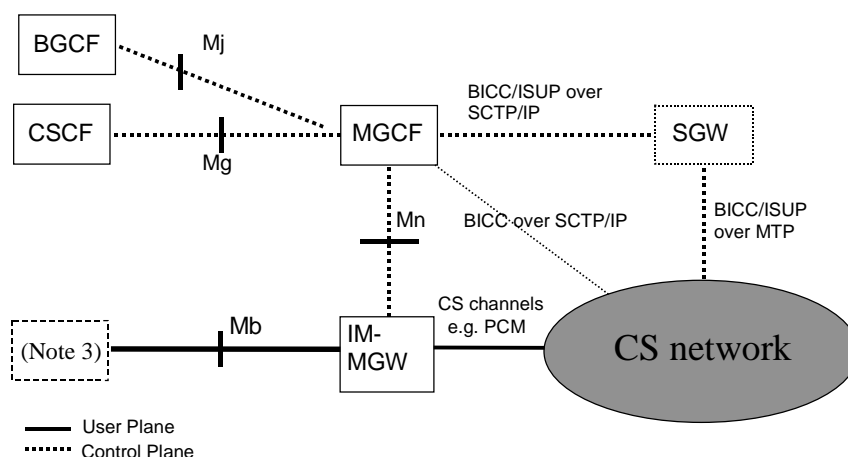 BGCF
Mj
BICC/ISUP over
SCTP/IP
CSCF
MGCF
SGW
Mg
Mn
BICC over SCTP/IP
BICC/ISUP
over MTP
CS channels
e.g. PCM
(Note 3)
Mb
IM-
MGW
CS network
User Plane
Control Plane